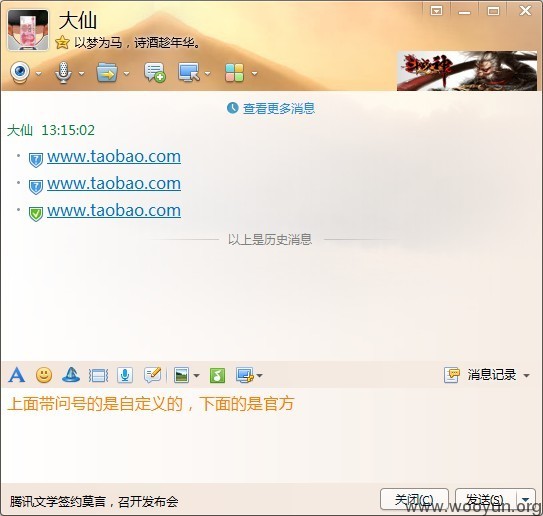 大仙
以梦为马，诗酒趁年华。
斗战神
查看更多消息
大仙 13:15:02
www.taobao.com
www.taobao.com
www.taobao.com
以上是历史消息
消息记录
上面带问号的是自定义的，下面的是官方
腾讯文学签约莫言，召开发布会
关闭(C)
发送(S)
www.wooyun.org